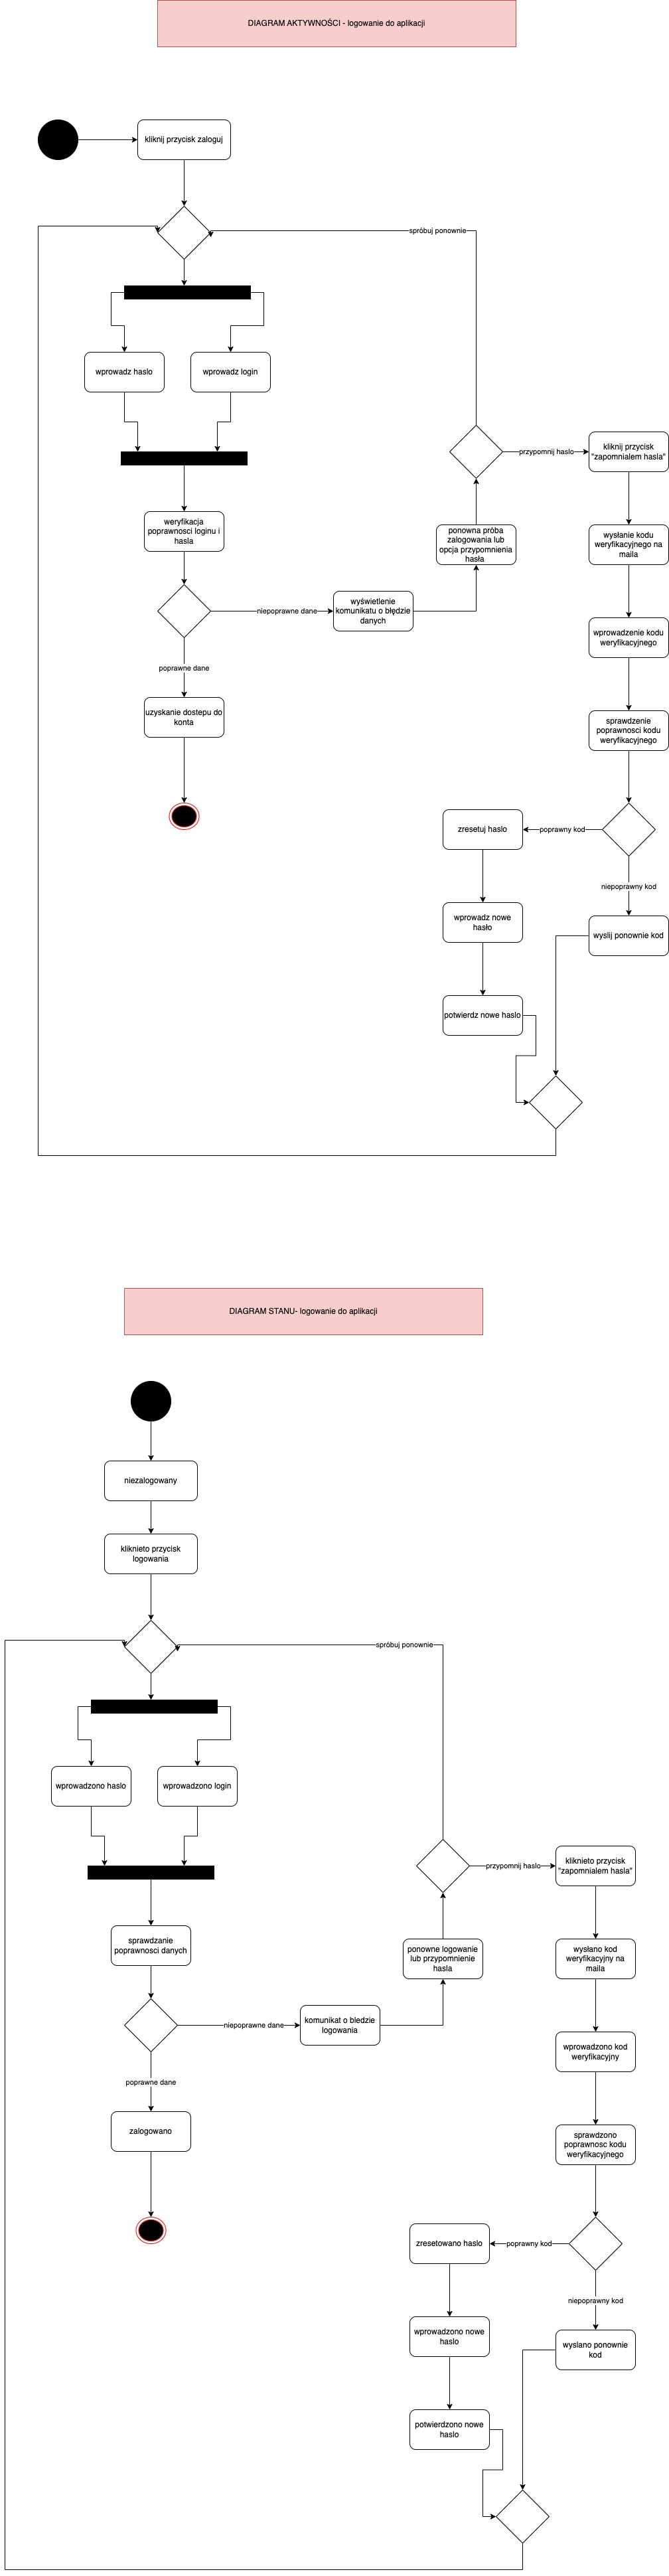 DIAGRAM AKTYWNOŚCI - logowanie do aplikacji
kliknij przycisk zaloguj
spróbuj ponownie
wprowadz haslo
wprowadz login
kliknij przycisk
"zapomnialem hasla"
przypomnij haslo
weryfikacja
poprawnosci loginu i
hasla
ponowna próba
zalogowania lub
opcja przypomnienia
hasła
wysłanie kodu
weryfikacyjnego na
maila
niepoprawne dane
wyświetlenie
komunikatu o błędzie
danych
wprowadzenie kodu
weryfikacyjnego
poprawne dane
uzyskanie dostepu do
konta
sprawdzenie
poprawnosci kodu
weryfikacyjnego
zresetuj haslo
poprawny kod
niepoprawny kod
wprowadz nowe
hasło
wyslij ponownie kod
potwierdz nowe haslo
DIAGRAM STANU- logowanie do aplikacji
niezalogowany
kliknieto przycisk
logowania
spróbuj ponownie
wprowadzono haslo
wprowadzono login
przypomnij haslo
kliknieto przycisk
"zapomnialem hasla"
sprawdzanie
poprawnosci danych
ponowne logowanie
lub przypomnienie
hasla
wysłano kod
weryfikacyjny na
maila
niepoprawne dane
komunikat o bledzie
logowania
wprowadzono kod
weryfikacyjny
poprawne dane
zalogowano
sprawdzono
poprawnosc kodu
weryfikacyjnego
zresetowano haslo
poprawny kod
niepoprawny kod
wprowadzono nowe
haslo
wyslano ponownie
kod
potwierdzono nowe
haslo